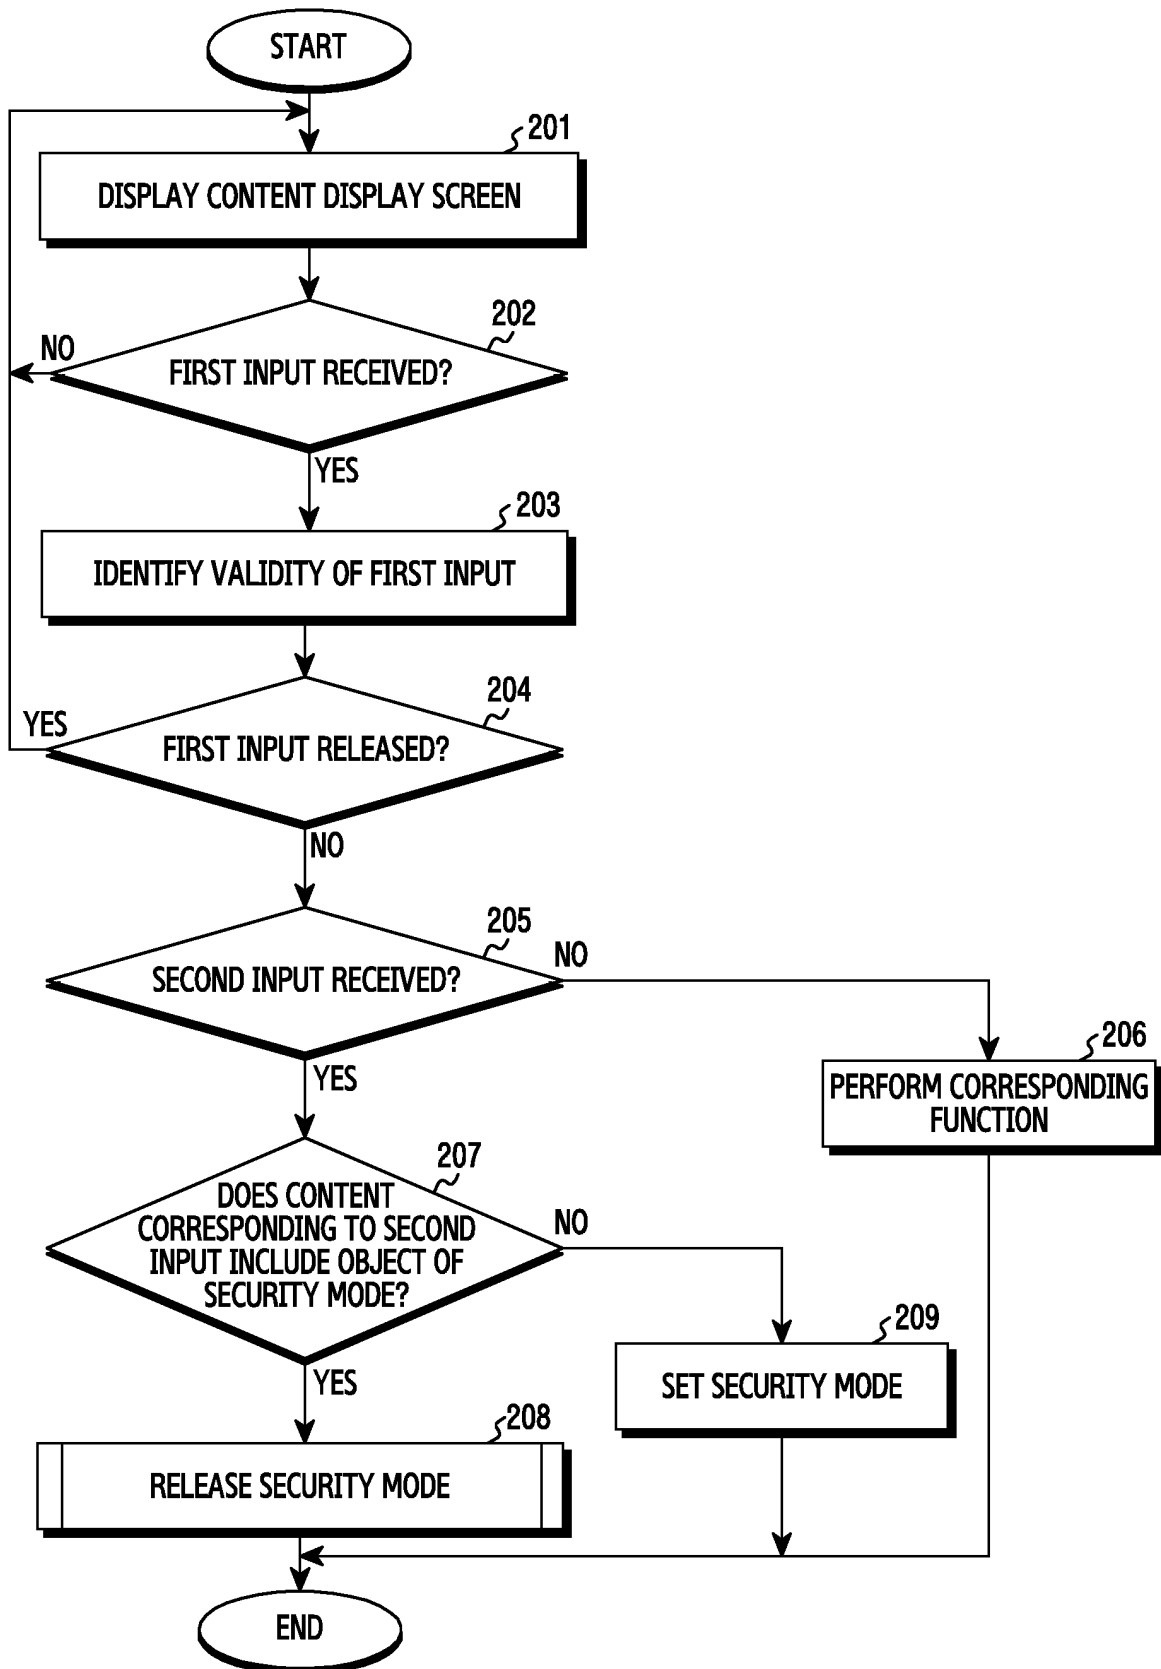 START
201
DISPLAY CONTENT DISPLAY SCREEN
202
NO
FIRST INPUT RECEIVED?
YES
203
IDENTIFY VALIDITY OF FIRST INPUT
204
YES
FIRST INPUT RELEASED?
NO
205
NO
SECOND INPUT RECEIVED?
206
YES
PERFORM CORRESPONDING
FUNCTION
207
DOES CONTENT
CORRESPONDING TO SECOND
INPUT INCLUDE OBJECT OF
SECURITY MODE?
NO
209
YES
SET SECURITY MODE
208
RELEASE SECURITY MODE
END